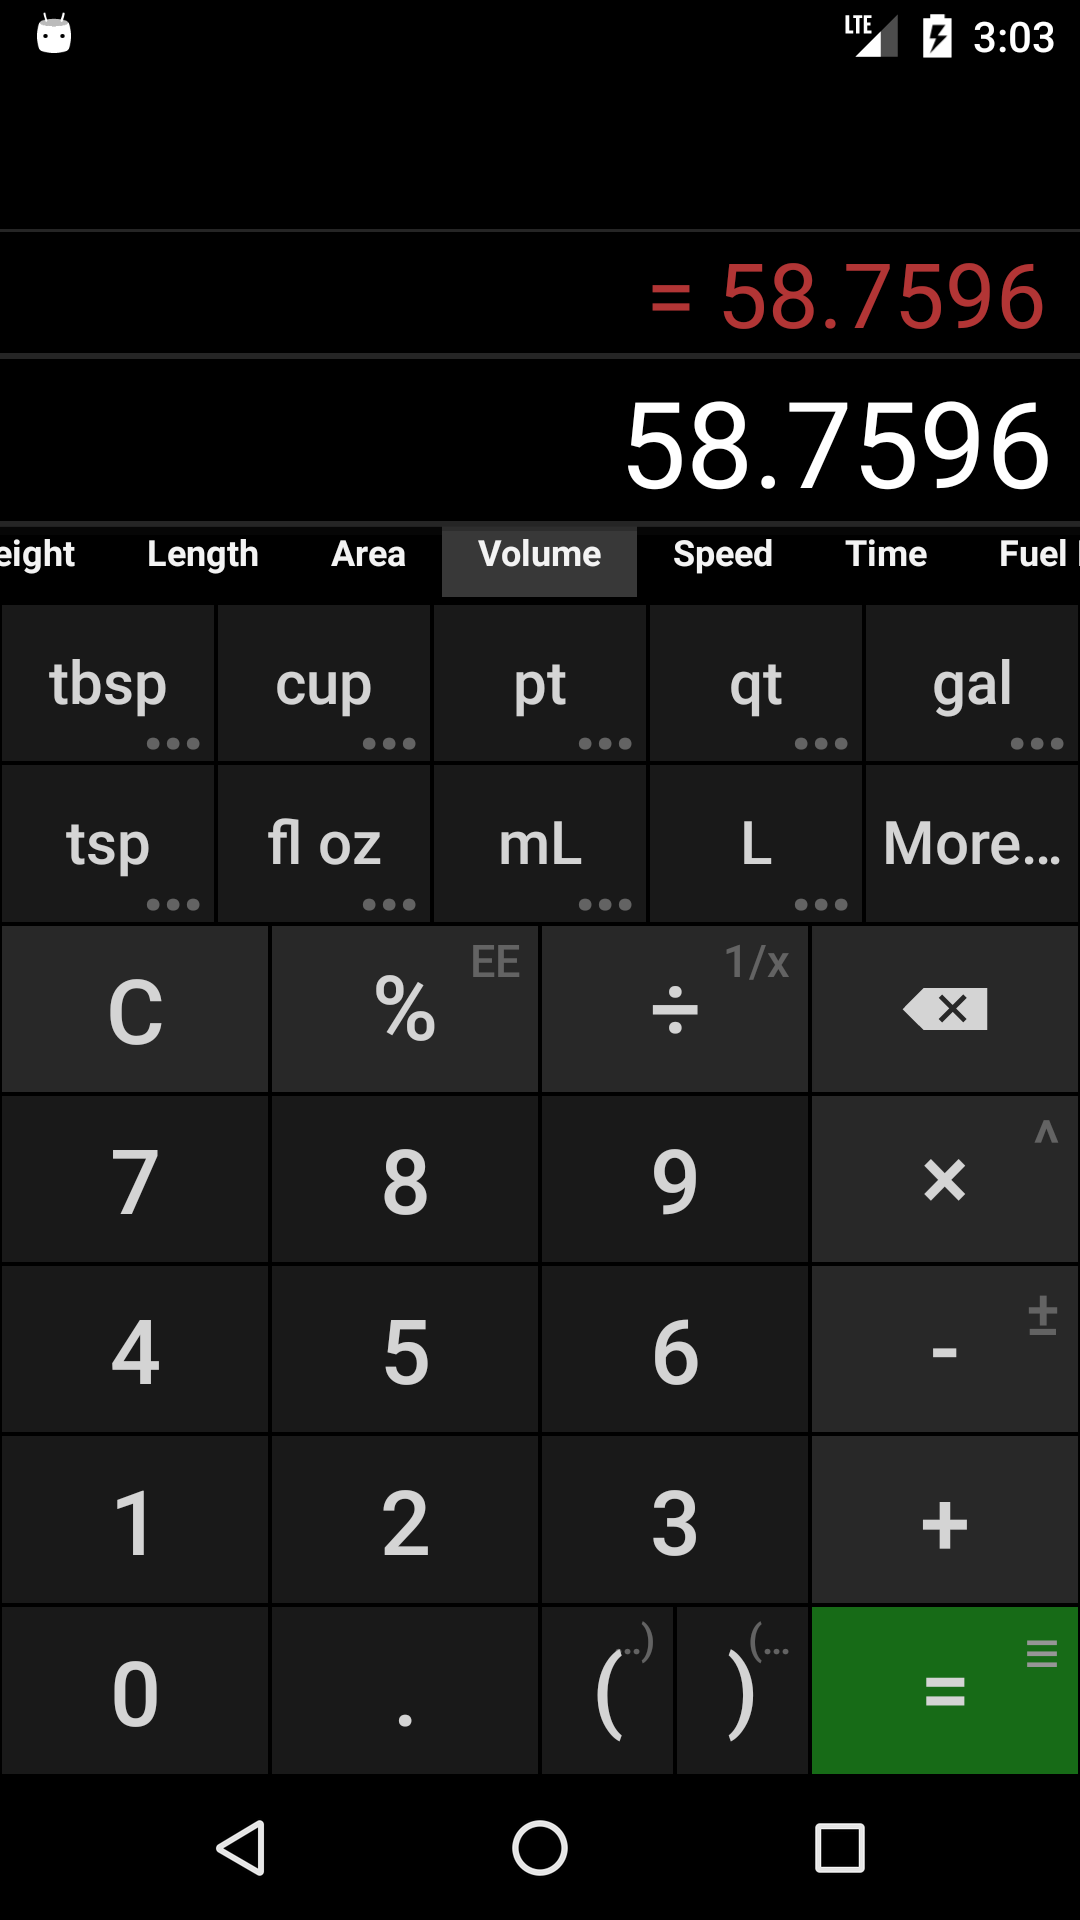 LTE 3:03
= 58.7596
58.7596
eight Length Area Volume Speed Time Fuel
tbsp cup pt qt gal
... ... ... ... ...
tsp fl oz mL L More...
... ... ... ...
EE 1/x
C % ÷
^
7 8 9 ×
±
4 5 6 -
1 2 3 +
..) (...
0 . ( ) =